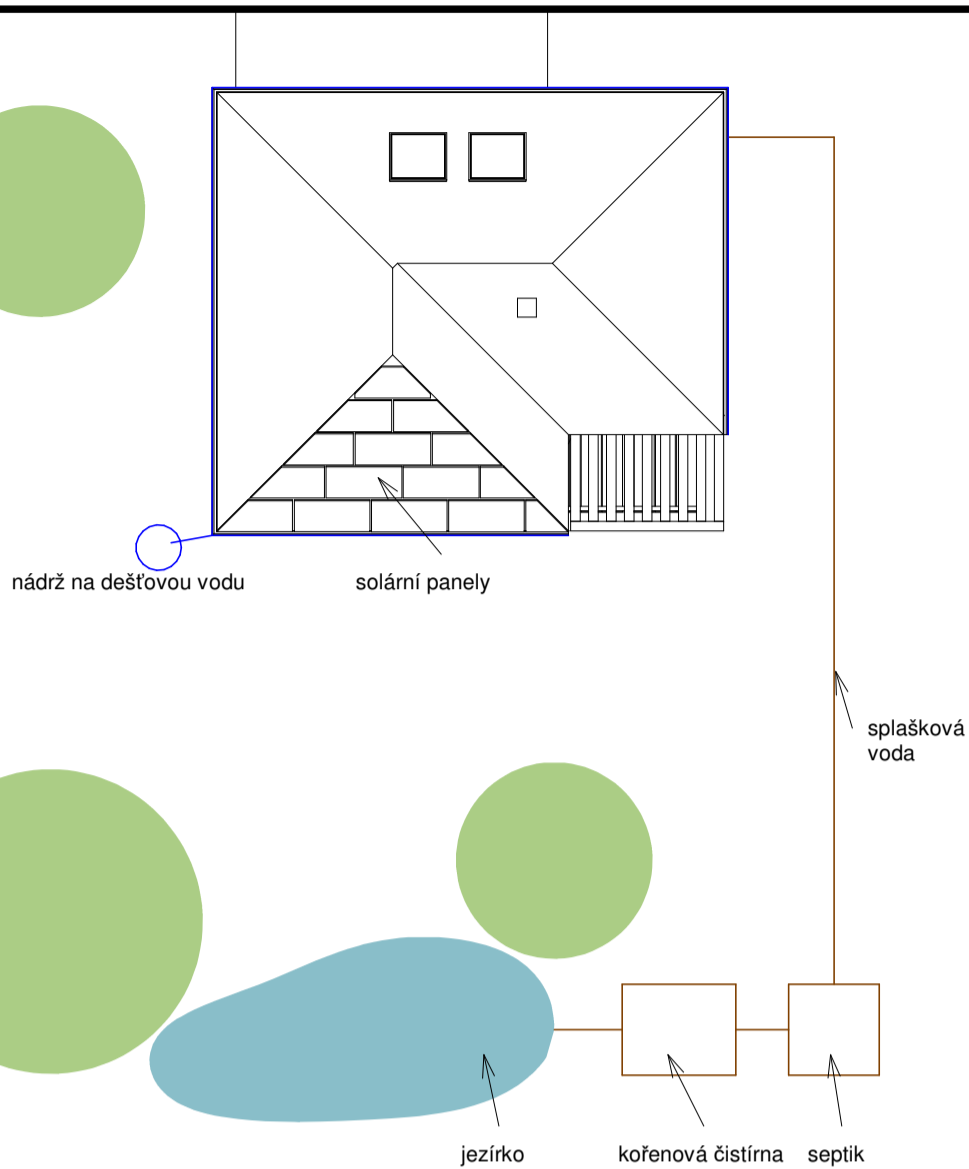 nádrž na dešťovou vodu
solární panely
splašková
voda
jezírko
kořenová čistírna
septik